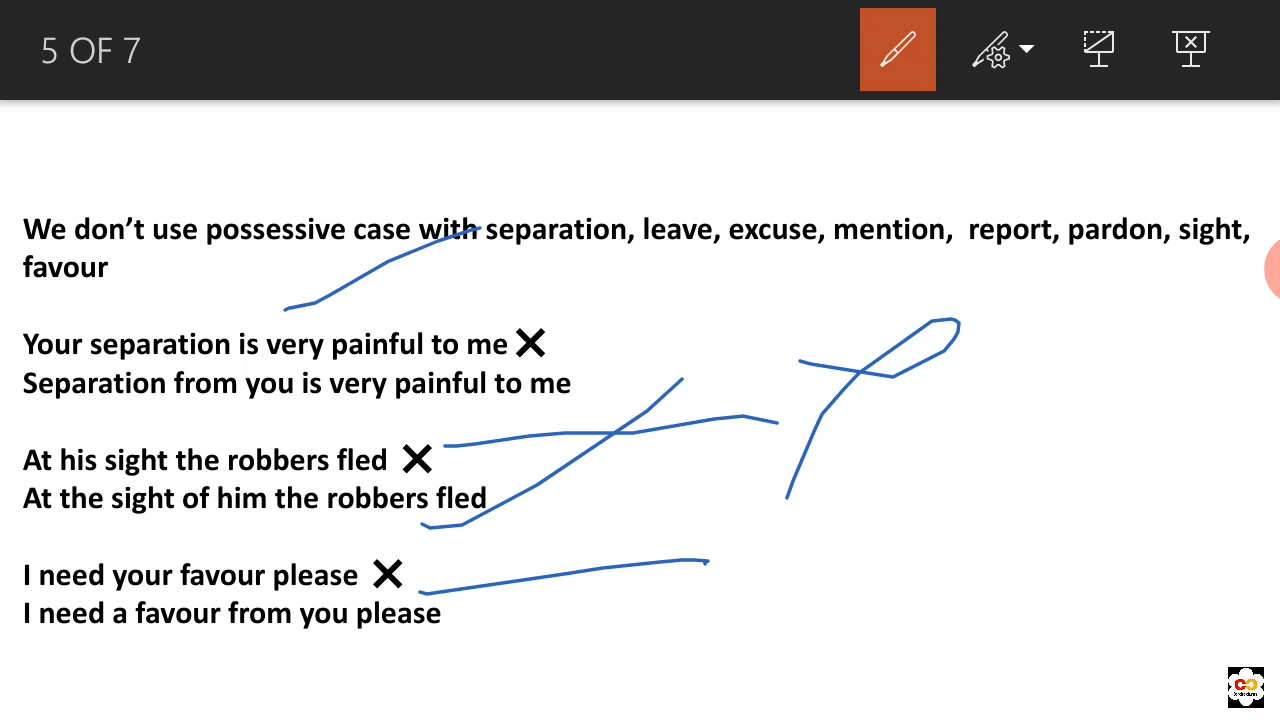 5 OF 7
We don’t use possessive case with separation, leave, excuse, mention,  report, pardon, sight,
favour
Your separation is very painful to me ❌
Separation from you is very painful to me
At his sight the robbers fled ❌
At the sight of him the robbers fled
I need your favour please ❌
I need a favour from you please